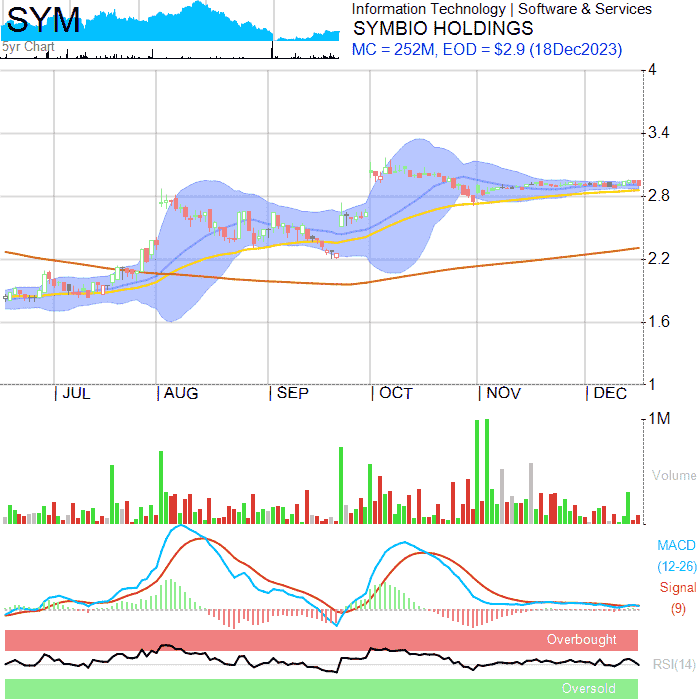 SYM
5yr Chart
Information Technology | Software & Services
SYMBIO HOLDINGS
MC = 252M, EOD = $2.9 (18Dec2023)
4
3.4
2.8
2.2
1.6
1
| JUL | AUG | SEP | OCT | NOV | DEC
1M
Volume
MACD
(12-26)
Signal
(9)
Overbought
RSI(14)
Oversold